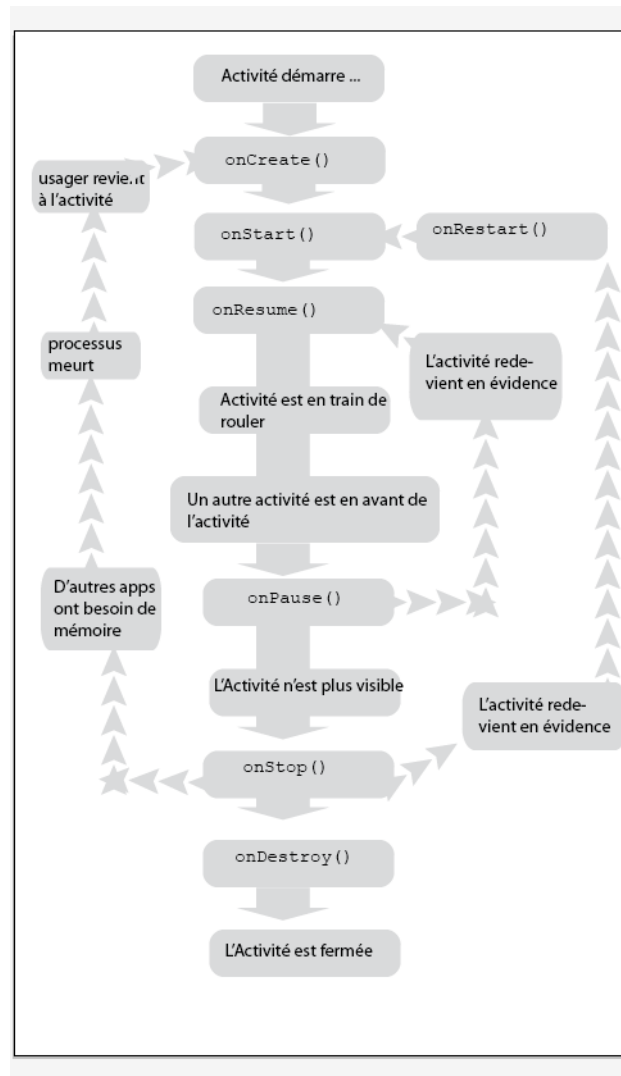 Activité démarre ...
onCreate()
usager revient
à l'activité
onStart()
onRestart()
onResume()
processus
meurt
L'activité rede-
vient en évidence
Activité est en train de
rouler
Un autre activité est en avant de
l'activité
D'autres apps
ont besoin de
mémoire
onPause()
L'Activité n'est plus visible
L'activité rede-
vient en évidence
onStop()
onDestroy()
L'Activité est fermée